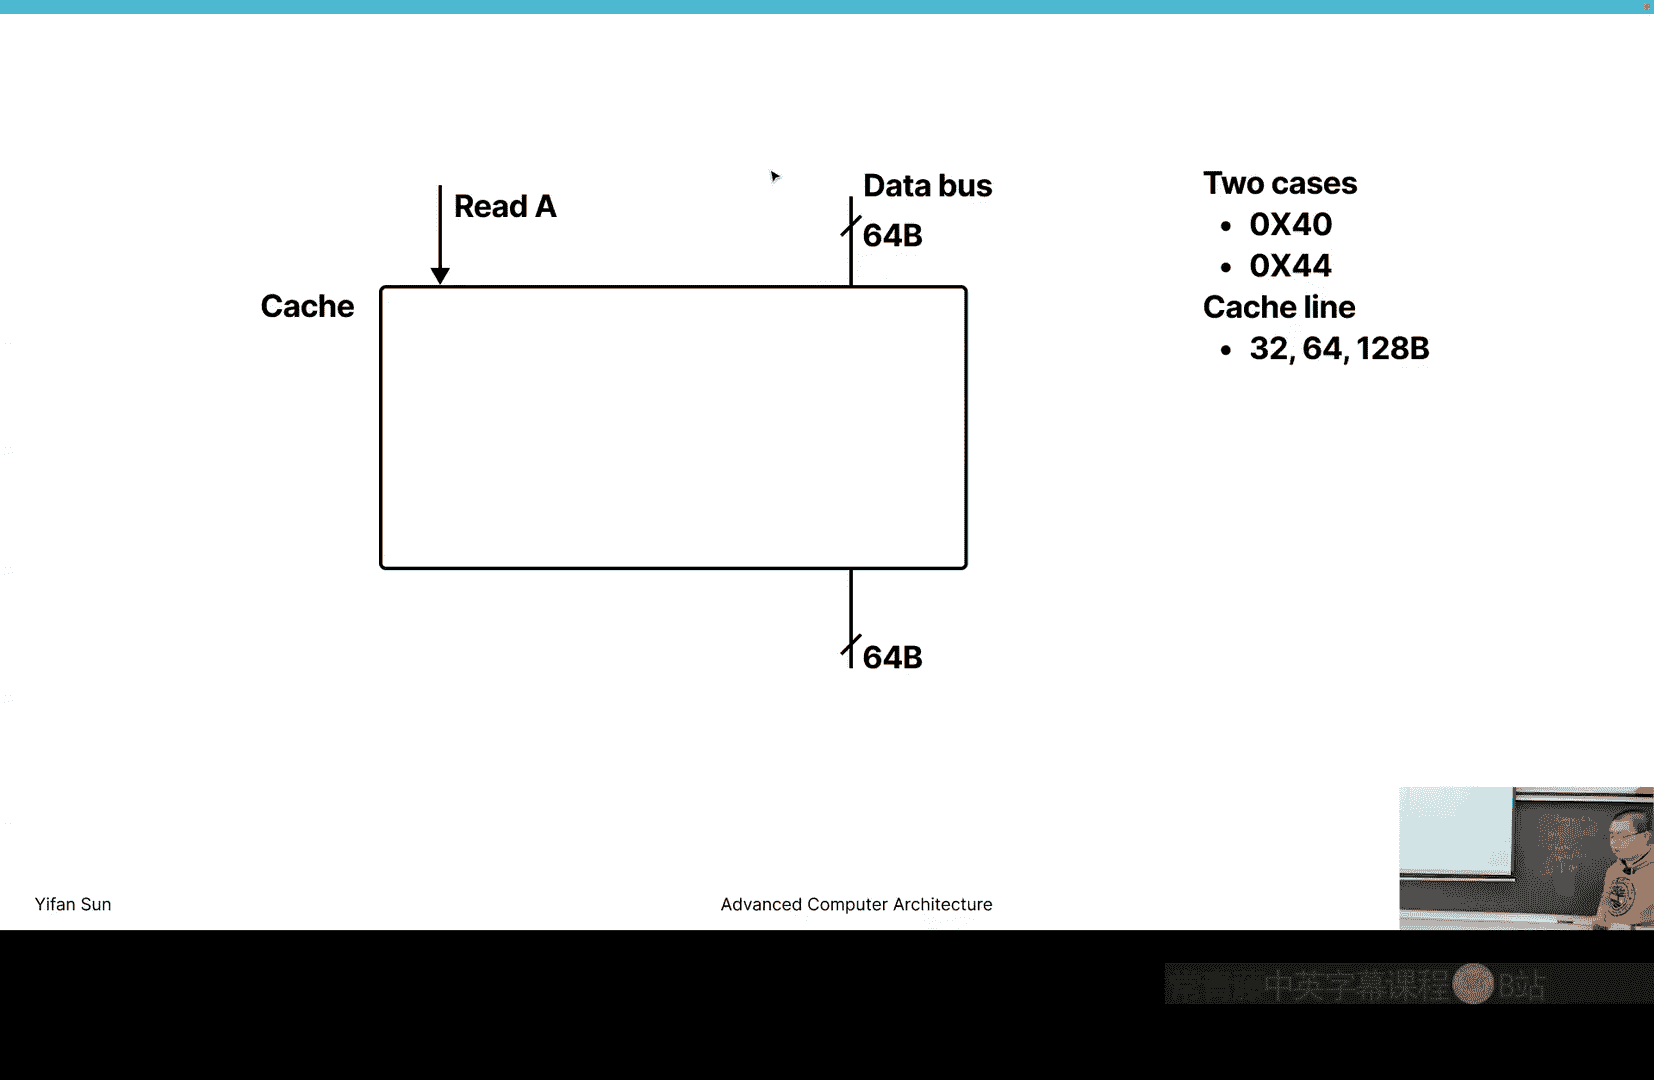 Read A
Data bus
64B
Cache
64B
Two cases
• 0X40
• 0X44
Cache line
• 32, 64, 128B
Yifan Sun
Advanced Computer Architecture
中英字幕课程
B站